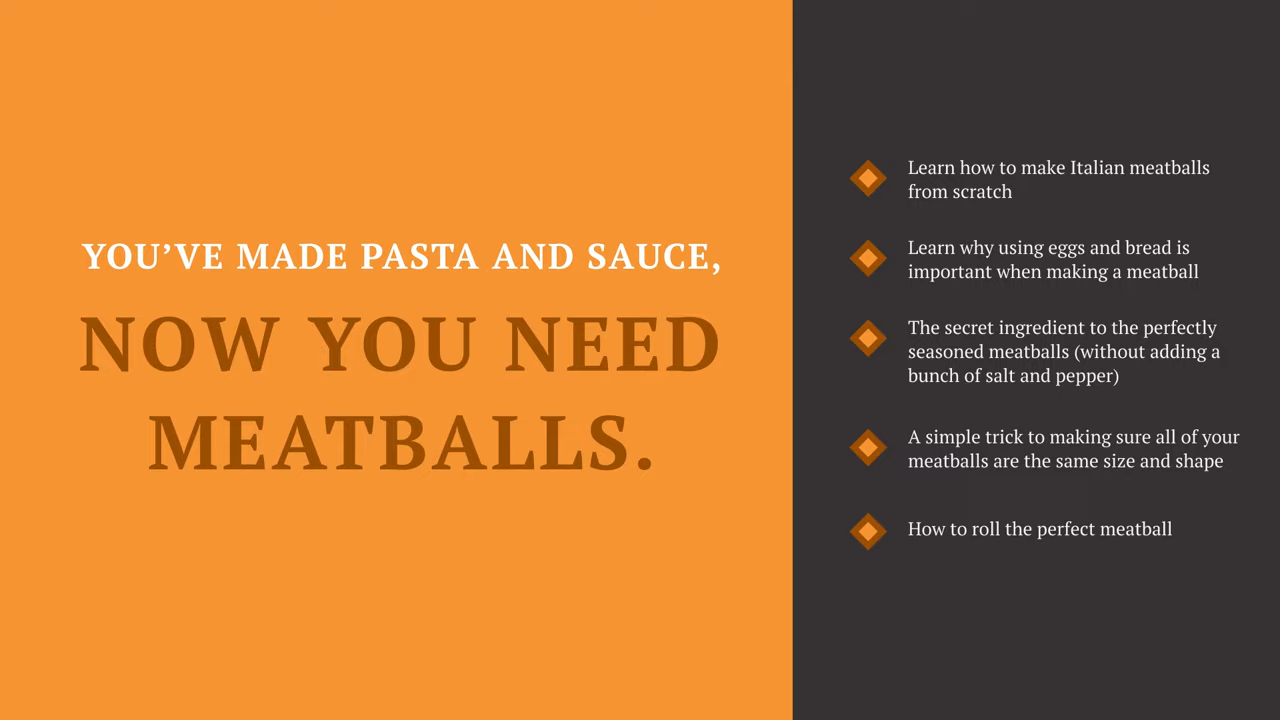 YOU’VE MADE PASTA AND SAUCE,
NOW YOU NEED
MEATBALLS.
Learn how to make Italian meatballs
from scratch
Learn why using eggs and bread is
important when making a meatball
The secret ingredient to the perfectly
seasoned meatballs (without adding a
bunch of salt and pepper)
A simple trick to making sure all of your
meatballs are the same size and shape
How to roll the perfect meatball